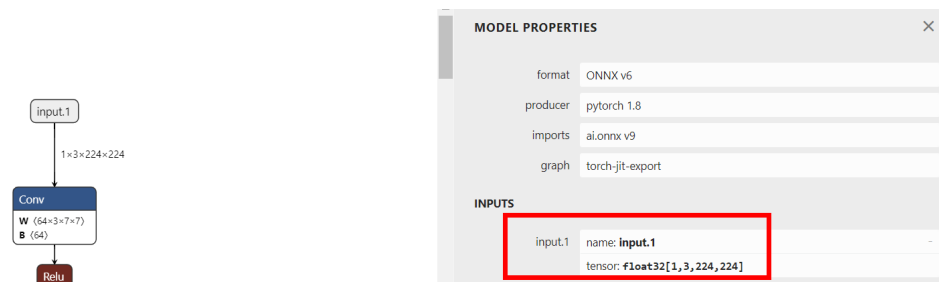 input.1
1×3×224×224
Conv
W ⟨64×3×7×7⟩
B ⟨64⟩
Relu
MODEL PROPERTIES
format ONNX v6
producer pytorch 1.8
imports ai.onnx v9
graph torch-jit-export
INPUTS
input.1 name: input.1
tensor: float32[1,3,224,224]